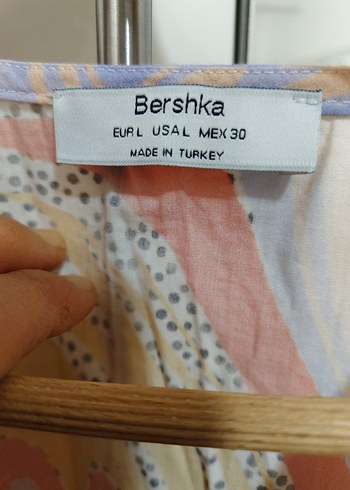 Bershka
EUR L USA L MEX 30
MADE IN TURKEY